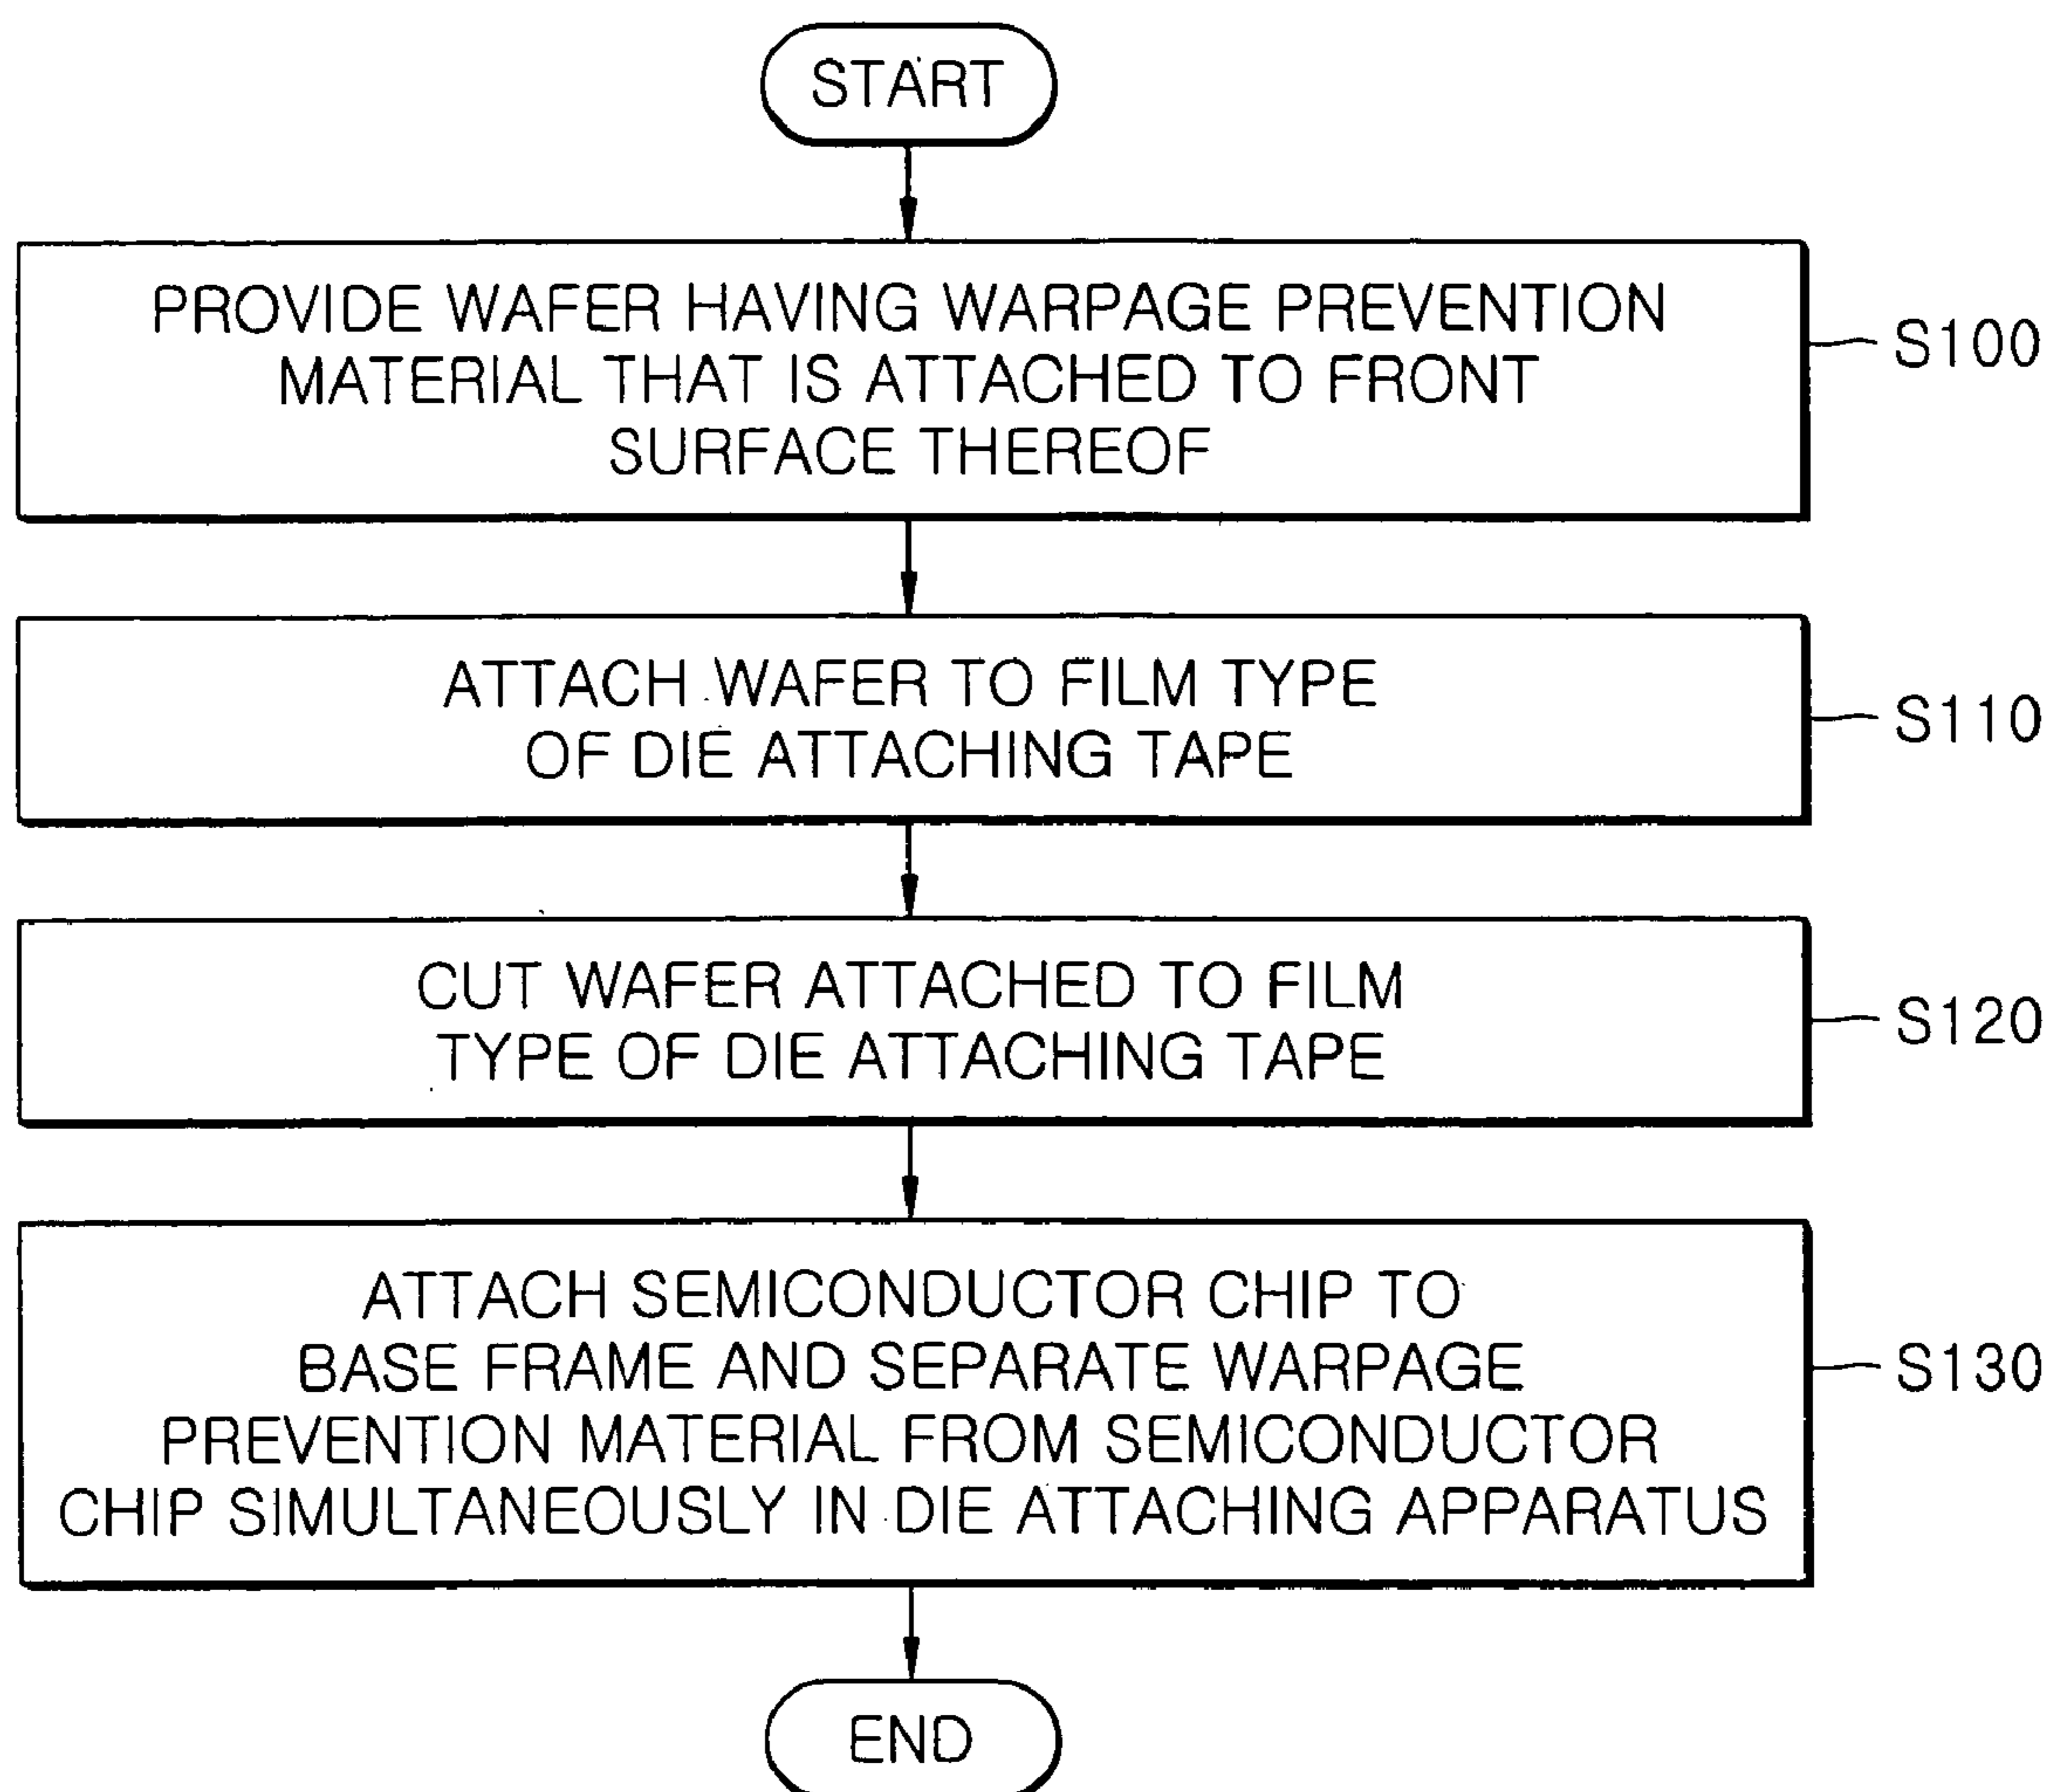 START
PROVIDE WAFER HAVING WARPAGE PREVENTION
MATERIAL THAT IS ATTACHED TO FRONT
SURFACE THEREOF
S100
ATTACH WAFER TO FILM TYPE
OF DIE ATTACHING TAPE
S110
CUT WAFER ATTACHED TO FILM
TYPE OF DIE ATTACHING TAPE
S120
ATTACH SEMICONDUCTOR CHIP TO
BASE FRAME AND SEPARATE WARPAGE
PREVENTION MATERIAL FROM SEMICONDUCTOR
CHIP SIMULTANEOUSLY IN DIE ATTACHING APPARATUS
S130
END